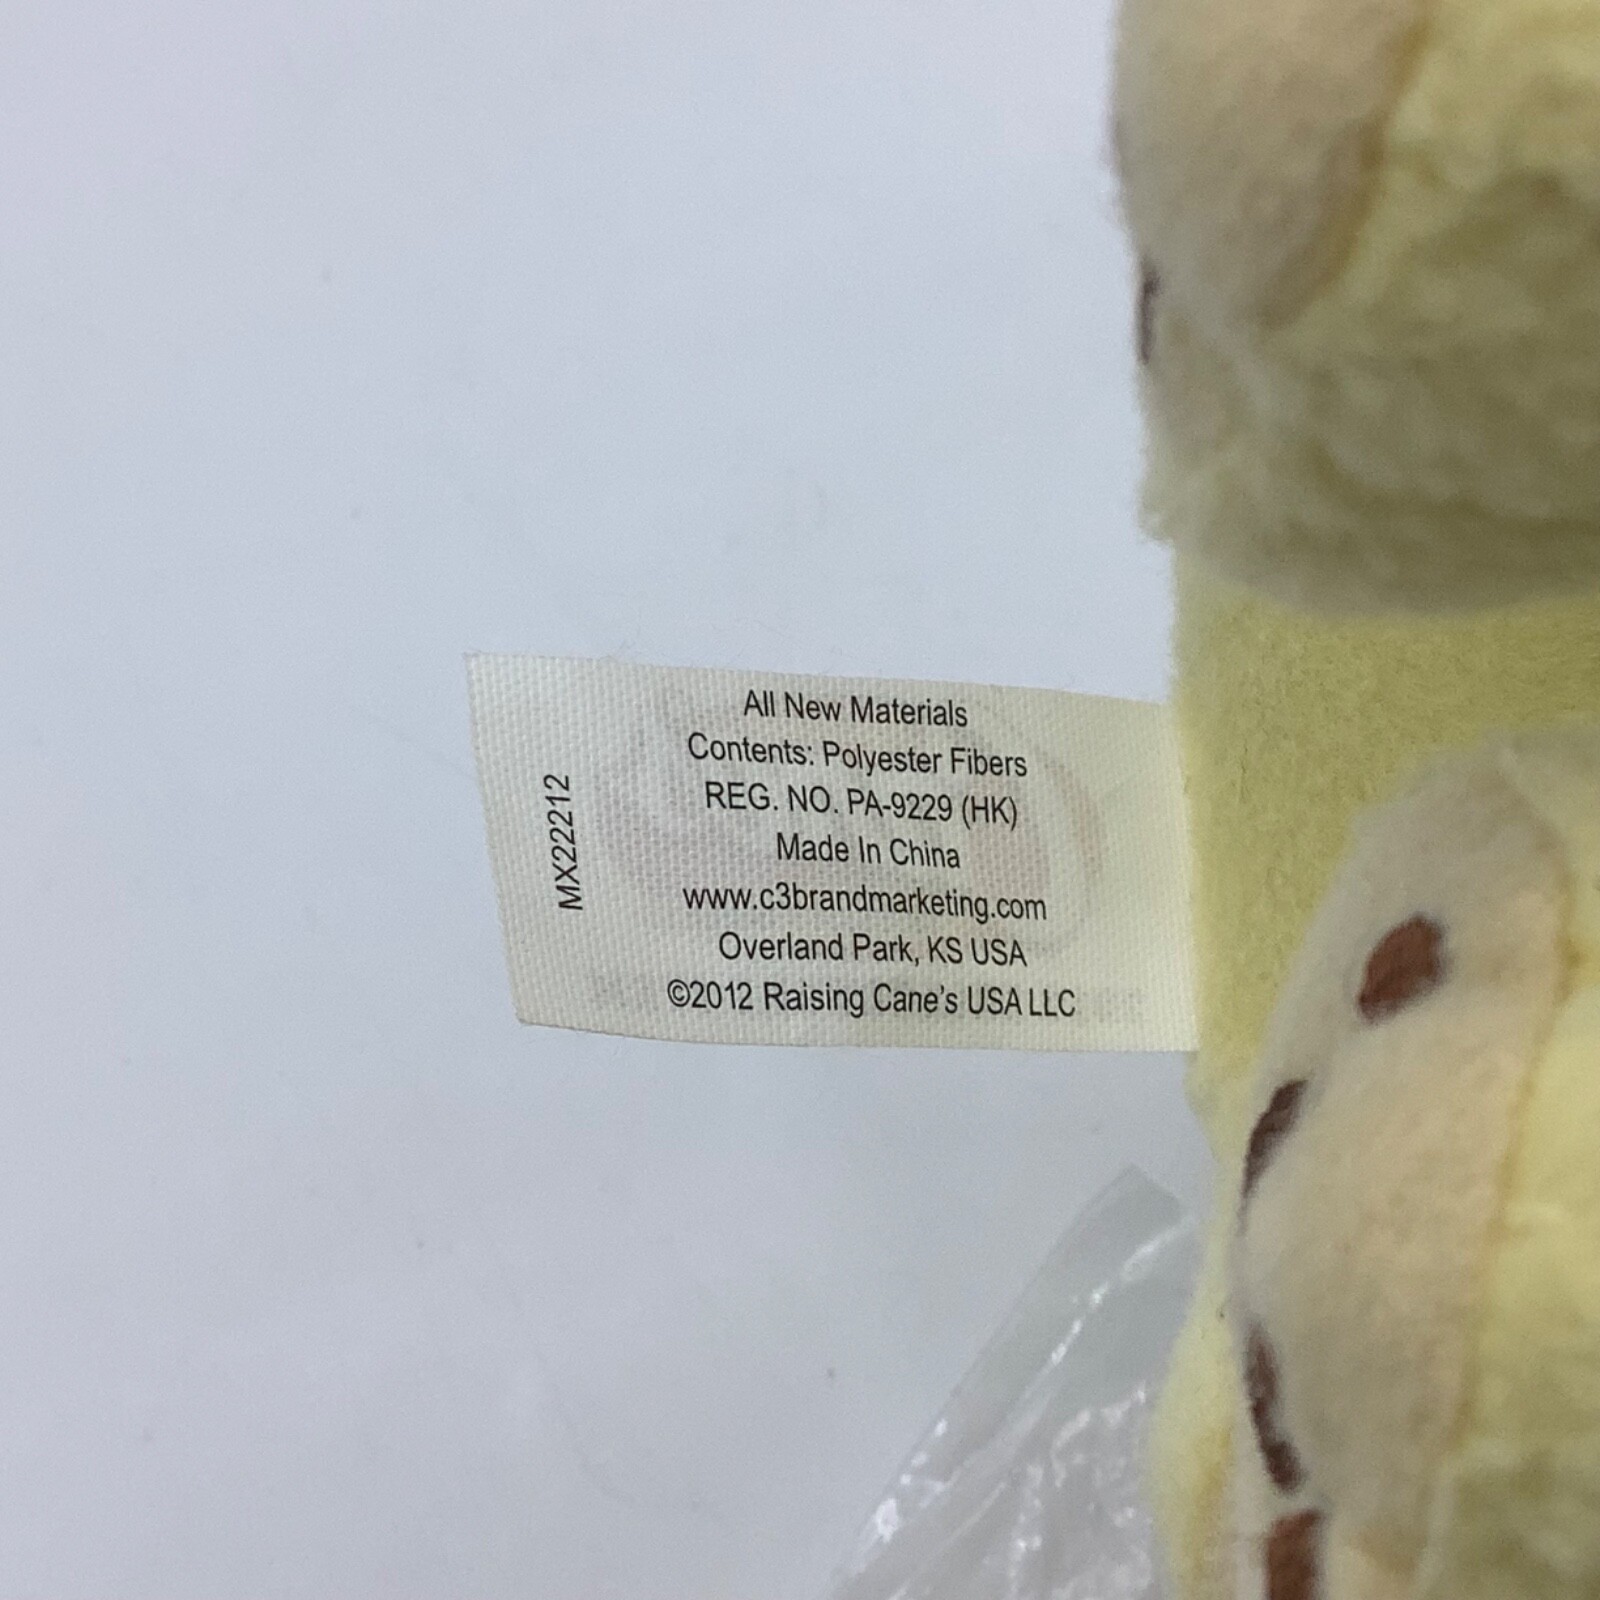 All New Materials
Contents: Polyester Fibers
REG. NO. PA-9229 (HK)
Made In China
www.c3brandmarketing.com
Overland Park, KS USA
©2012 Raising Cane's USA LLC
MX22212